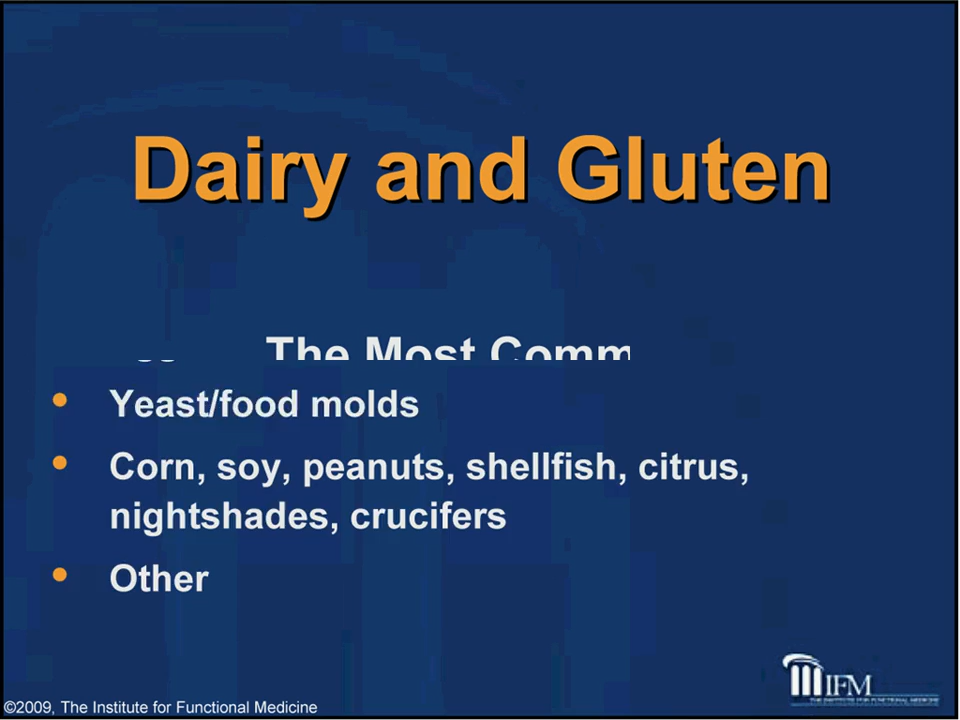 Dairy and Gluten
The Most Comm
Yeast/food molds
Corn, soy, peanuts, shellfish, citrus,
nightshades, crucifers
Other
IFM
THE INSTITUTE FOR FUNCTIONAL MEDICINE
©2009, The Institute for Functional Medicine